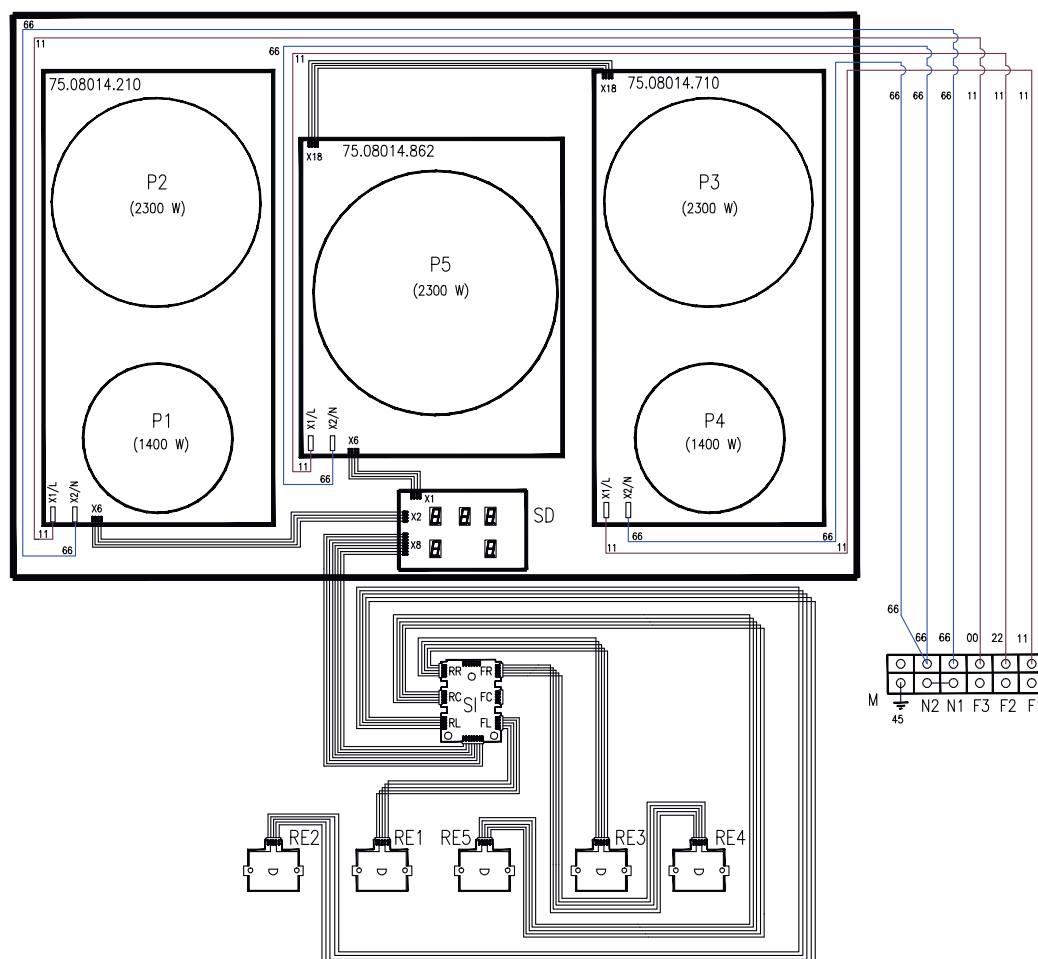 66
11
66
11
75.08014.210
P2
(2300 W)
P1
(1400 W)
X1/L
X2/N
X6
11
66
X18
75.08014.862
P5
(2300 W)
X1/L
X2/N
X6
11
66
X18
75.08014.710
P3
(2300 W)
P4
(1400 W)
X1/L
X2/N
66
66
11
11
66
66
66
11
11
11
X1
X2
X8
SD
66
66
66
00
22
11
M
45
N2
N1
F3
F2
RR
FR
RC
SI
FC
RL
FL
RE2
RE1
RE5
RE3
RE4